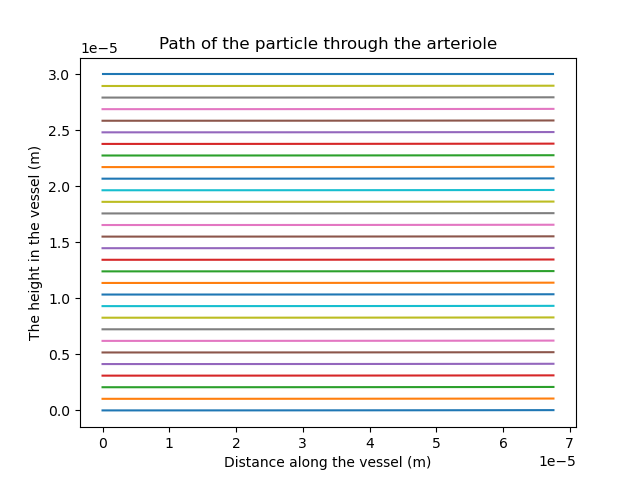 Path of the particle through the arteriole
1e−5
The height in the vessel (m)
3.0
2.5
2.0
1.5
1.0
0.5
0.0
0 1 2 3 4 5 6 7
1e−5
Distance along the vessel (m)